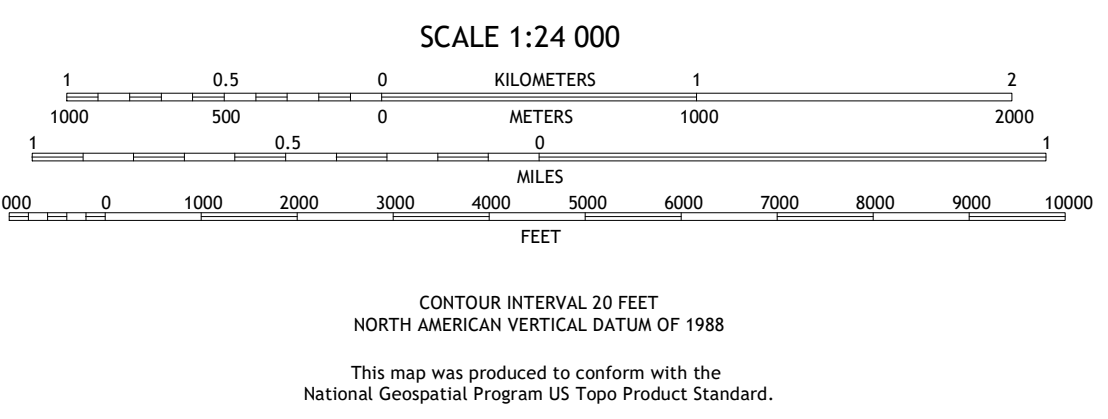 SCALE 1:24 000
1 0.5 0 KILOMETERS 1 2
1000 500 0 METERS 1000 2000
1 0.5 0 1
MILES
000 0 1000 2000 3000 4000 5000 6000 7000 8000 9000 10000
FEET
CONTOUR INTERVAL 20 FEET
NORTH AMERICAN VERTICAL DATUM OF 1988
This map was produced to conform with the
National Geospatial Program US Topo Product Standard.